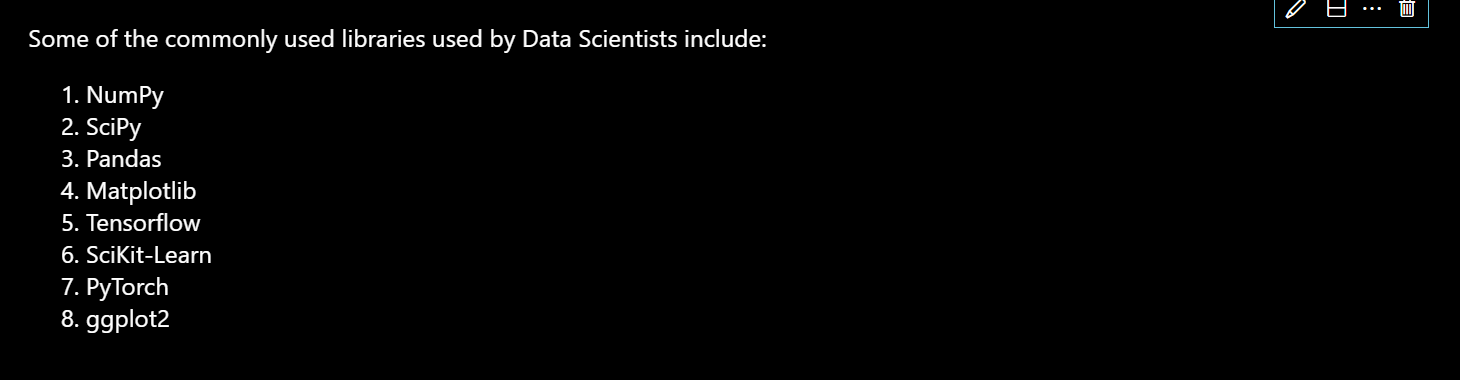 Some of the commonly used libraries used by Data Scientists include:
1. NumPy
2. SciPy
3. Pandas
4. Matplotlib
5. Tensorflow
6. SciKit-Learn
7. PyTorch
8. ggplot2